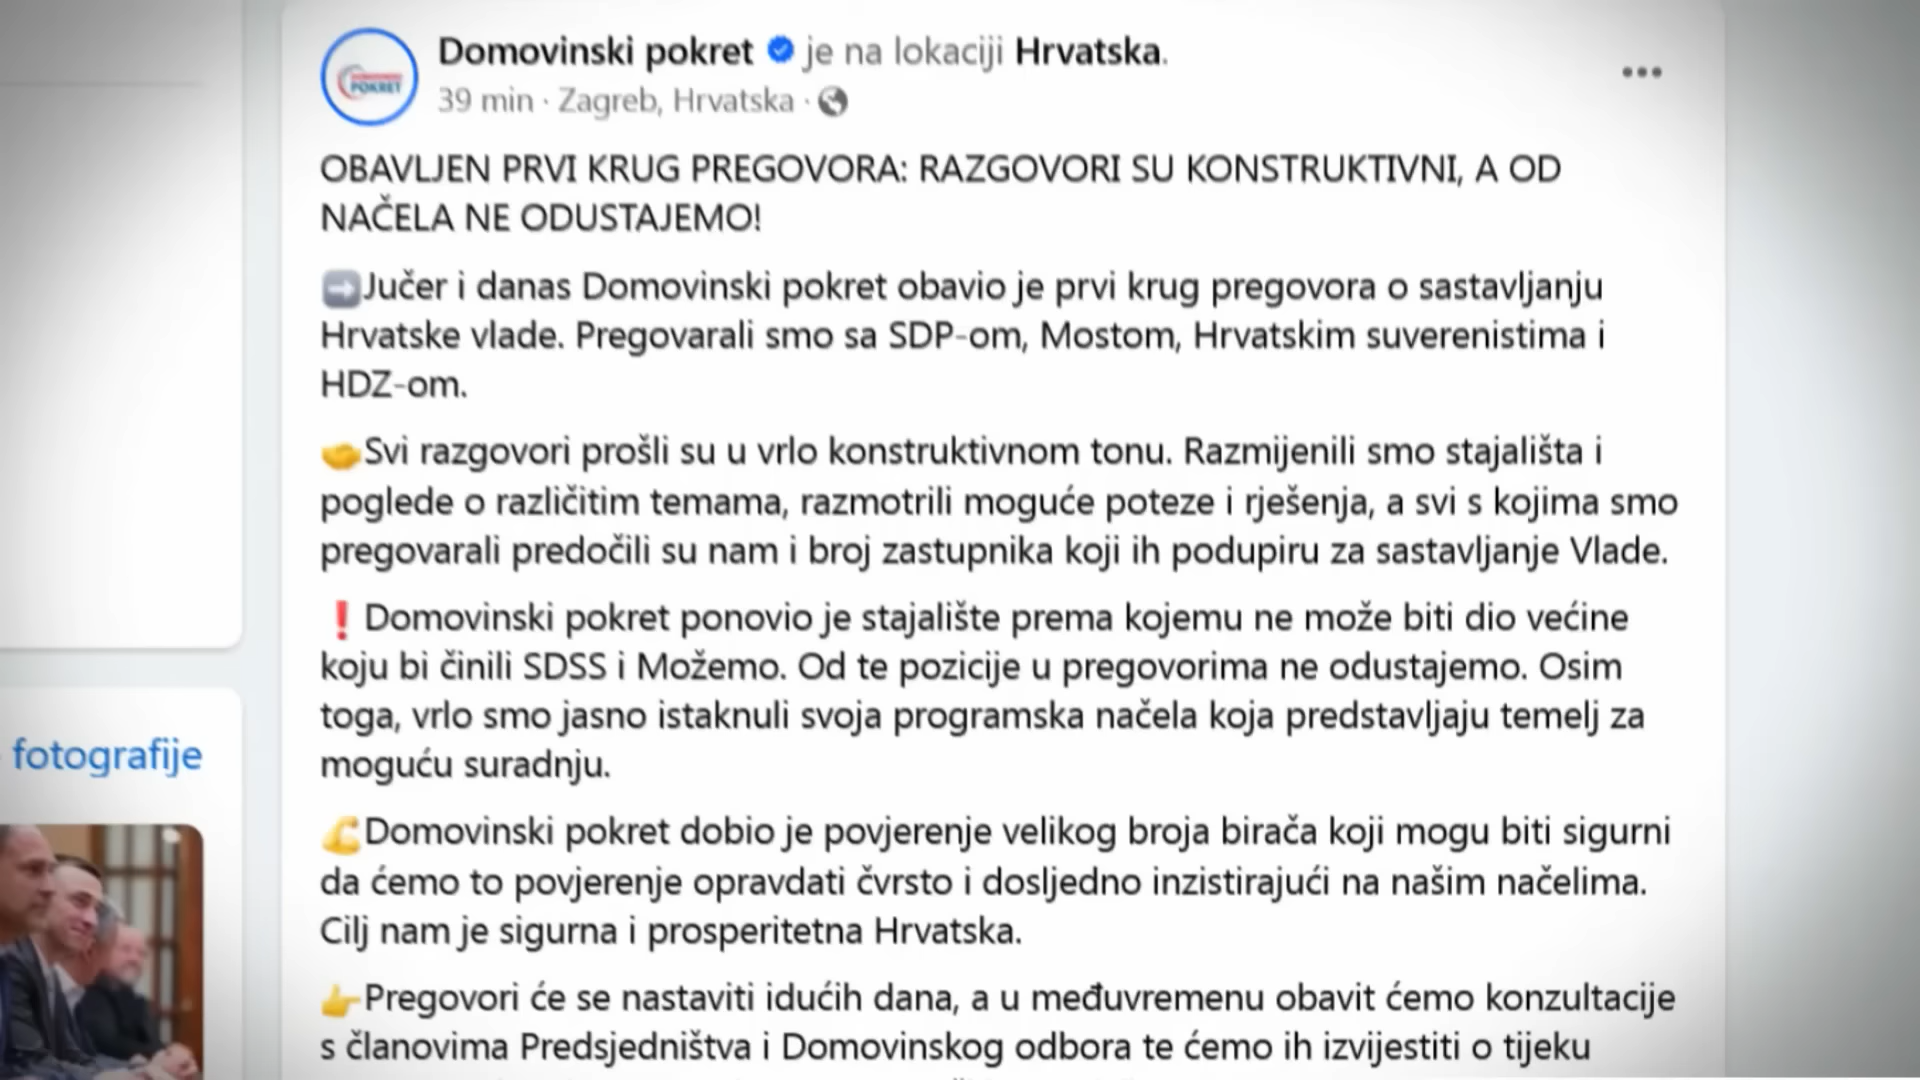 Domovinski pokret je na lokaciji Hrvatska.
39 min · Zagreb, Hrvatska ·
POKRET
OBAVLJEN PRVI KRUG PREGOVORA: RAZGOVORI SU KONSTRUKTIVNI, A OD
NAČELA NE ODUSTAJEMO!
➡️Jučer i danas Domovinski pokret obavio je prvi krug pregovora o sastavljanju
Hrvatske vlade. Pregovarali smo sa SDP-om, Mostom, Hrvatskim suverenistima i
HDZ-om.
🤝Svi razgovori prošli su u vrlo konstruktivnom tonu. Razmijenili smo stajališta i
poglede o različitim temama, razmotrili moguće poteze i rješenja, a svi s kojima smo
pregovarali predočili su nam i broj zastupnika koji ih podupiru za sastavljanje Vlade.
❗Domovinski pokret ponovio je stajalište prema kojemu ne može biti dio većine
koju bi činili SDSS i Možemo. Od te pozicije u pregovorima ne odustajemo. Osim
toga, vrlo smo jasno istaknuli svoja programska načela koja predstavljaju temelj za
moguću suradnju.
💪Domovinski pokret dobio je povjerenje velikog broja birača koji mogu biti sigurni
da ćemo to povjerenje opravdati čvrsto i dosljedno inzistirajući na našim načelima.
Cilj nam je sigurna i prosperitetna Hrvatska.
👉Pregovori će se nastaviti idućih dana, a u međuvremenu obavit ćemo konzultacije
s članovima Predsjedništva i Domovinskog odbora te ćemo ih izvijestiti o tijeku
fotografije